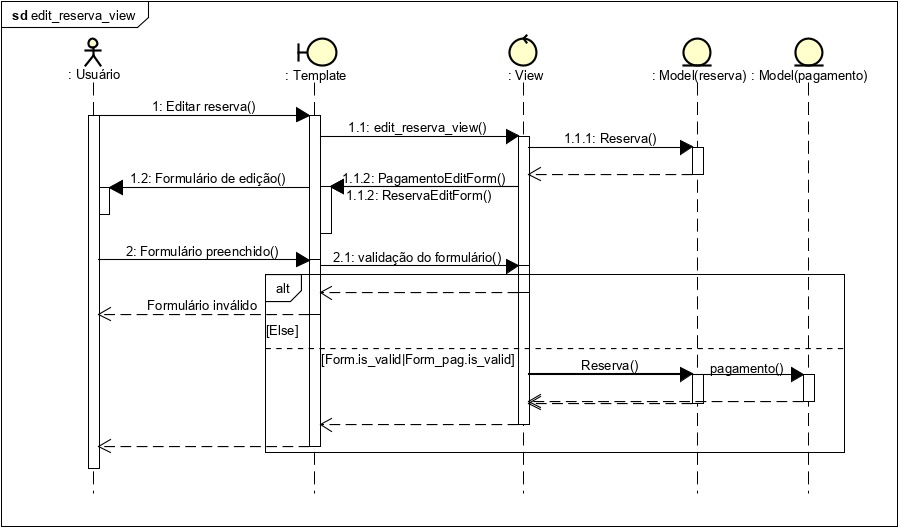 sd edit_reserva_view
: Usuário
: Template
: View
: Model(reserva)
: Model(pagamento)
1: Editar reserva()
1.1: edit_reserva_view()
1.1.1: Reserva()
1.2: Formulário de edição()
1.1.2: PagamentoEditForm()
1.1.2: ReservaEditForm()
2: Formulário preenchido()
2.1: validação do formulário()
alt
Formulário inválido
[Else]
[Form.is_valid|Form_pag.is_valid]
Reserva()
pagamento()